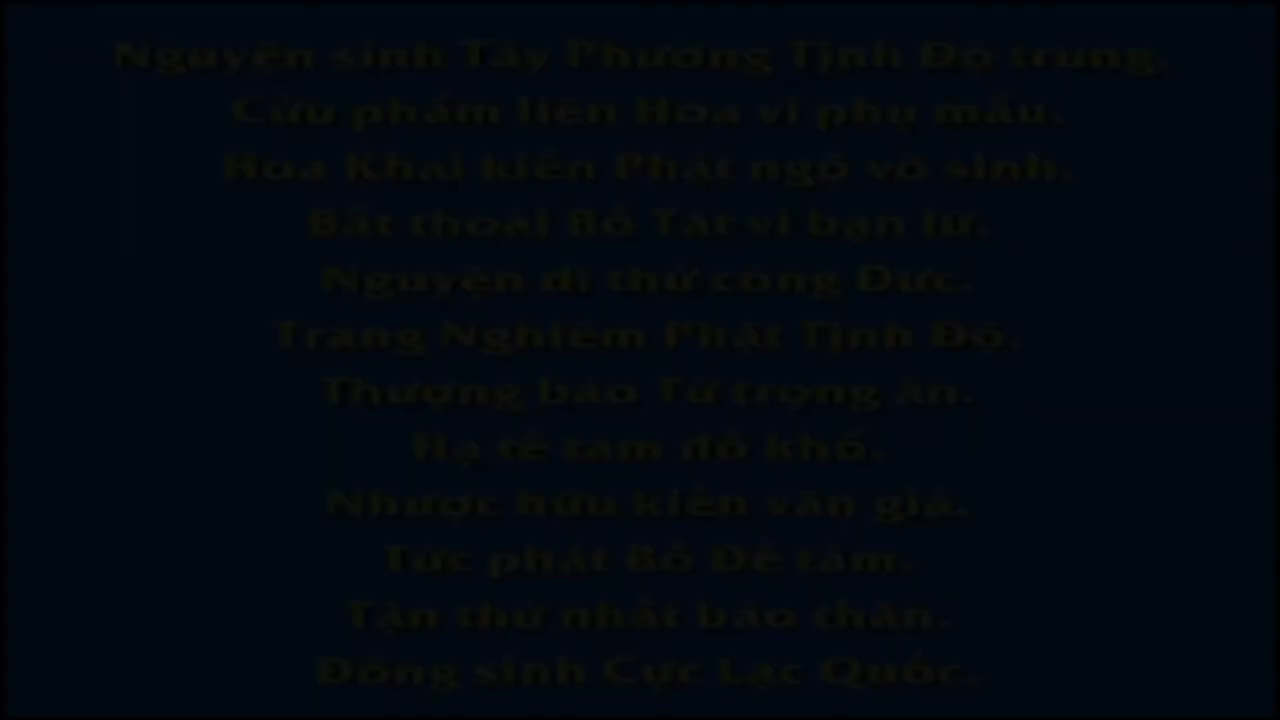 Nguyện sinh Tây Phương Tịnh Độ trung.
Cửu phẩm liên Hoa vi phụ mẫu.
Hoa Khai kiến Phật ngộ vô sinh.
Bất thoái Bồ Tát vi bạn lữ.
Nguyện dĩ thử công Đức.
Trang Nghiêm Phật Tịnh Độ.
Thượng báo Tứ trọng ân.
Hạ tế tam đồ khổ.
Nhược hữu kiến văn giả.
Tức phát Bồ Đề tâm.
Tận thử nhất báo thân.
Đồng sinh Cực Lạc Quốc.